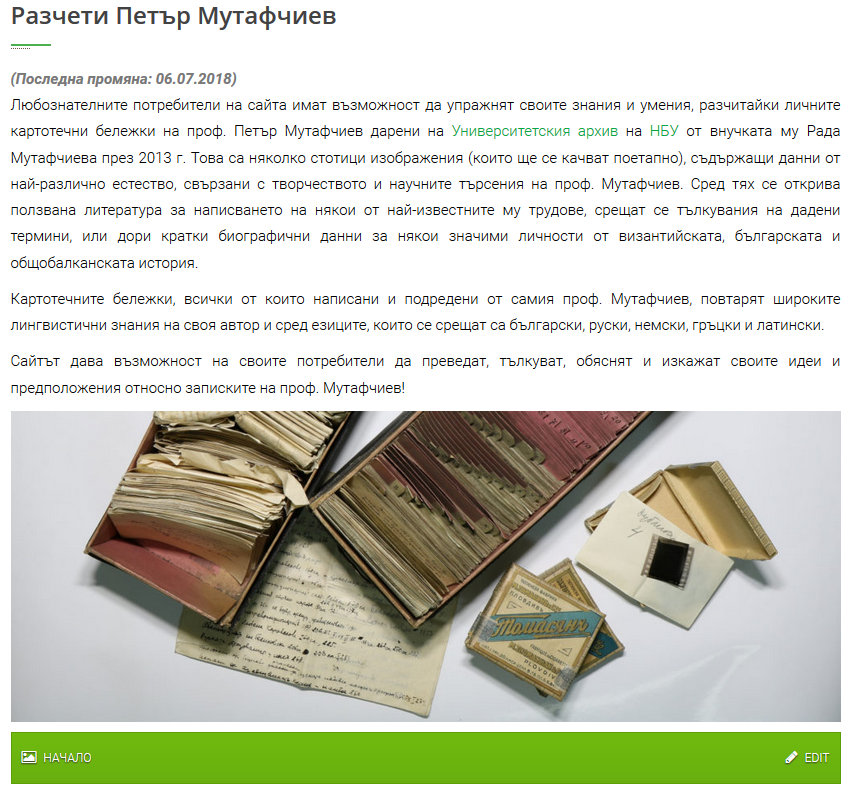 Разчети Петър Мутафчиев
(Последна промяна: 06.07.2018)
Любознателните потребители на сайта имат възможност да упражнят своите знания и умения, разчитайки личните
картотечни бележки на проф. Петър Мутафчиев дарени на Университетския архив на НБУ от внучката му Рада
Мутафчиева през 2013 г. Това са няколко стотици изображения (които ще се качват поетапно), съдържащи данни от
най-различно естество, свързани с творчеството и научните търсения на проф. Мутафчиев. Сред тях се открива
ползвана литература за написването на някои от най-известните му трудове, срещат се тълкувания на дадени
термини, или дори кратки биографични данни за някои значими личности от византийската, българската и
общобалканската история.
Картотечните бележки, всички от които написани и подредени от самия проф. Мутафчиев, повтарят широките
лингвистични знания на своя автор и сред езиците, които се срещат са български, руски, немски, гръцки и латински.
Сайтът дава възможност на своите потребители да преведат, тълкуват, обяснят и изкажат своите идеи и
предположения относно записките на проф. Мутафчиев!
4
ПЛОВДИВЪ
Томасянъ
PLOVDIV
НАЧАЛО
EDIT